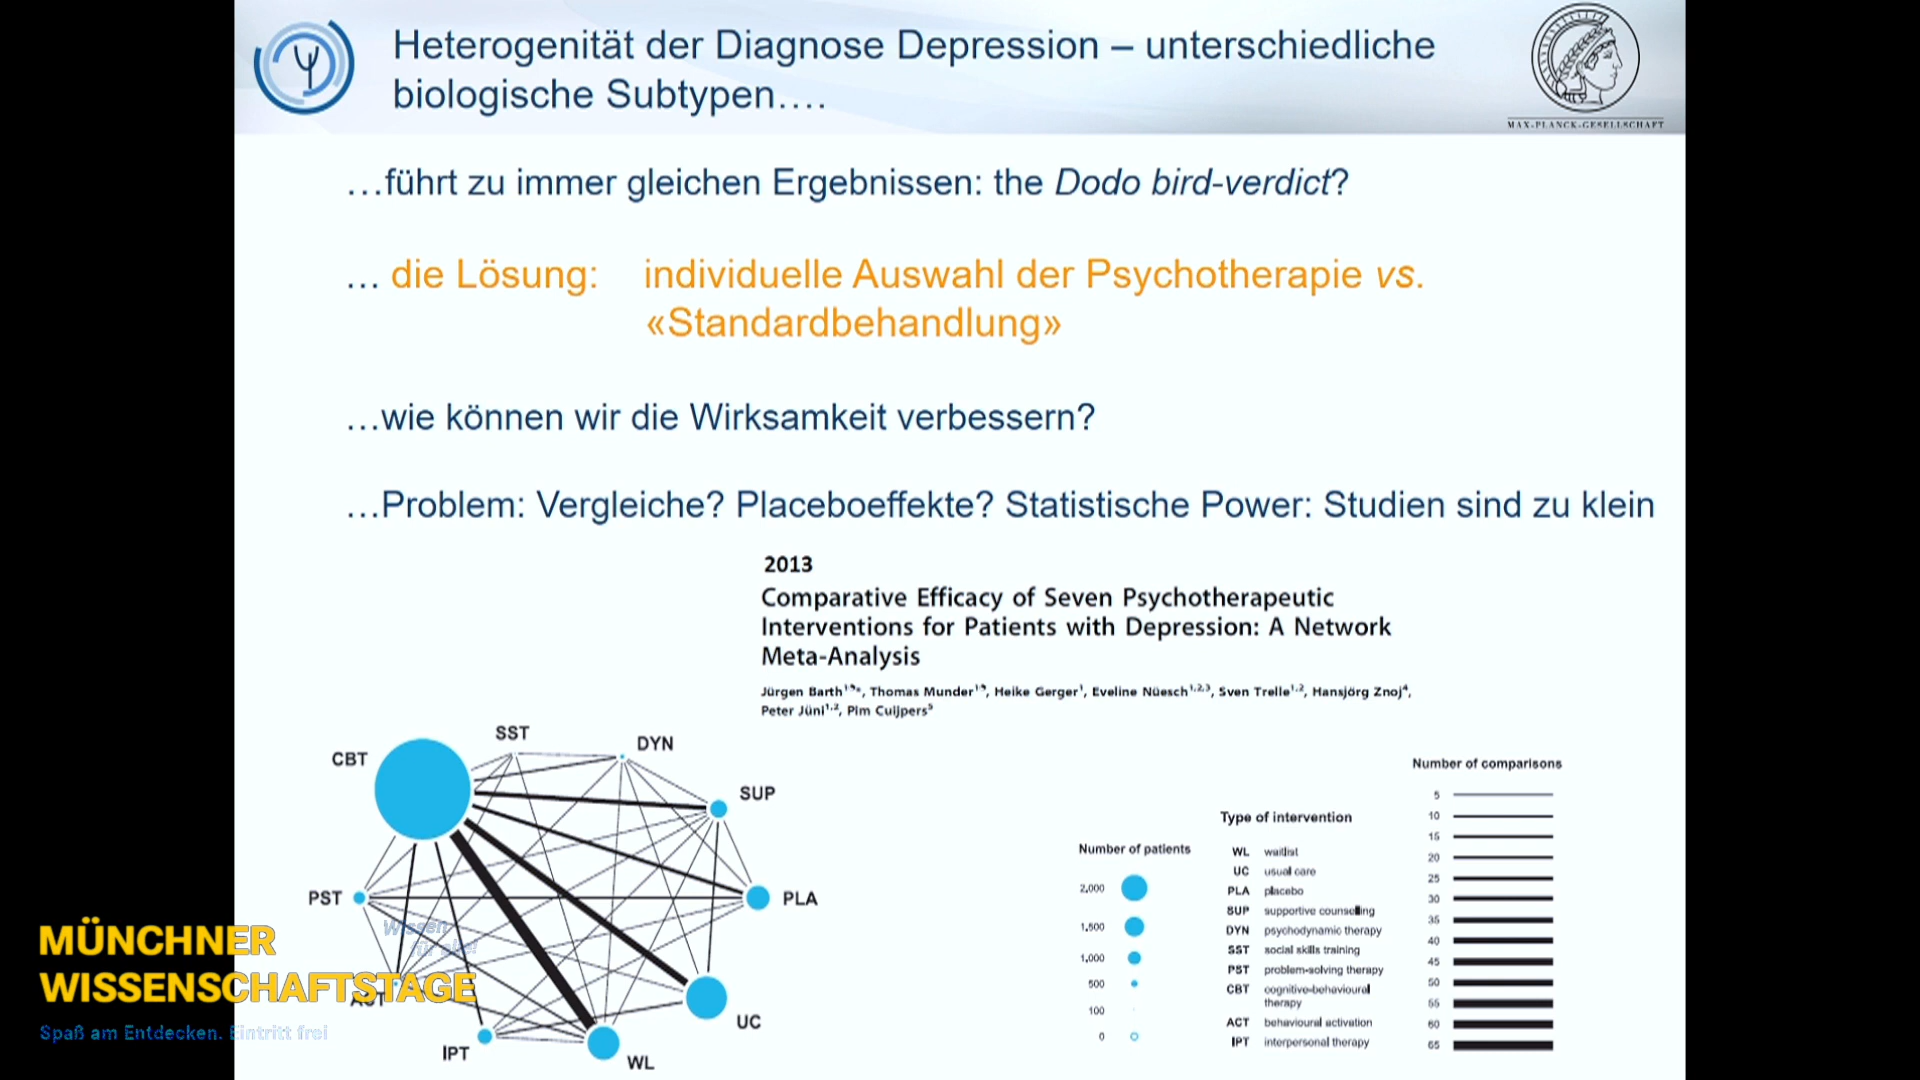 Heterogenität der Diagnose Depression – unterschiedliche
biologische Subtypen….
MAX-PLANCK-GESELLSCHAFT
…führt zu immer gleichen Ergebnissen: the Dodo bird-verdict?
… die Lösung: individuelle Auswahl der Psychotherapie vs.
«Standardbehandlung»
…wie können wir die Wirksamkeit verbessern?
…Problem: Vergleiche? Placeboeffekte? Statistische Power: Studien sind zu klein
2013
Comparative Efficacy of Seven Psychotherapeutic
Interventions for Patients with Depression: A Network
Meta-Analysis
Jürgen Barth, Thomas Munder, Heike Gerger, Eveline Nüesch, Sven Trelle, Hansjörg Znoj,
Peter Jüni, Pim Cuijpers
SST
DYN
CBT
SUP
PST
PLA
ACT
UC
IPT
WL
Number of patients
2,000
1,500
1,000
500
100
0
Type of intervention
WL waitlist
UC usual care
PLA placebo
SUP supportive counselling
DYN psychodynamic therapy
SST social skills training
PST problem-solving therapy
CBT cognitive-behavioural
therapy
ACT behavioural activation
IPT interpersonal therapy
Number of comparisons
5
10
15
20
25
30
35
40
45
50
55
60
65
Wissen
für alle!
MÜNCHNER
WISSENSCHAFTSTAGE
Spaß am Entdecken. Eintritt frei